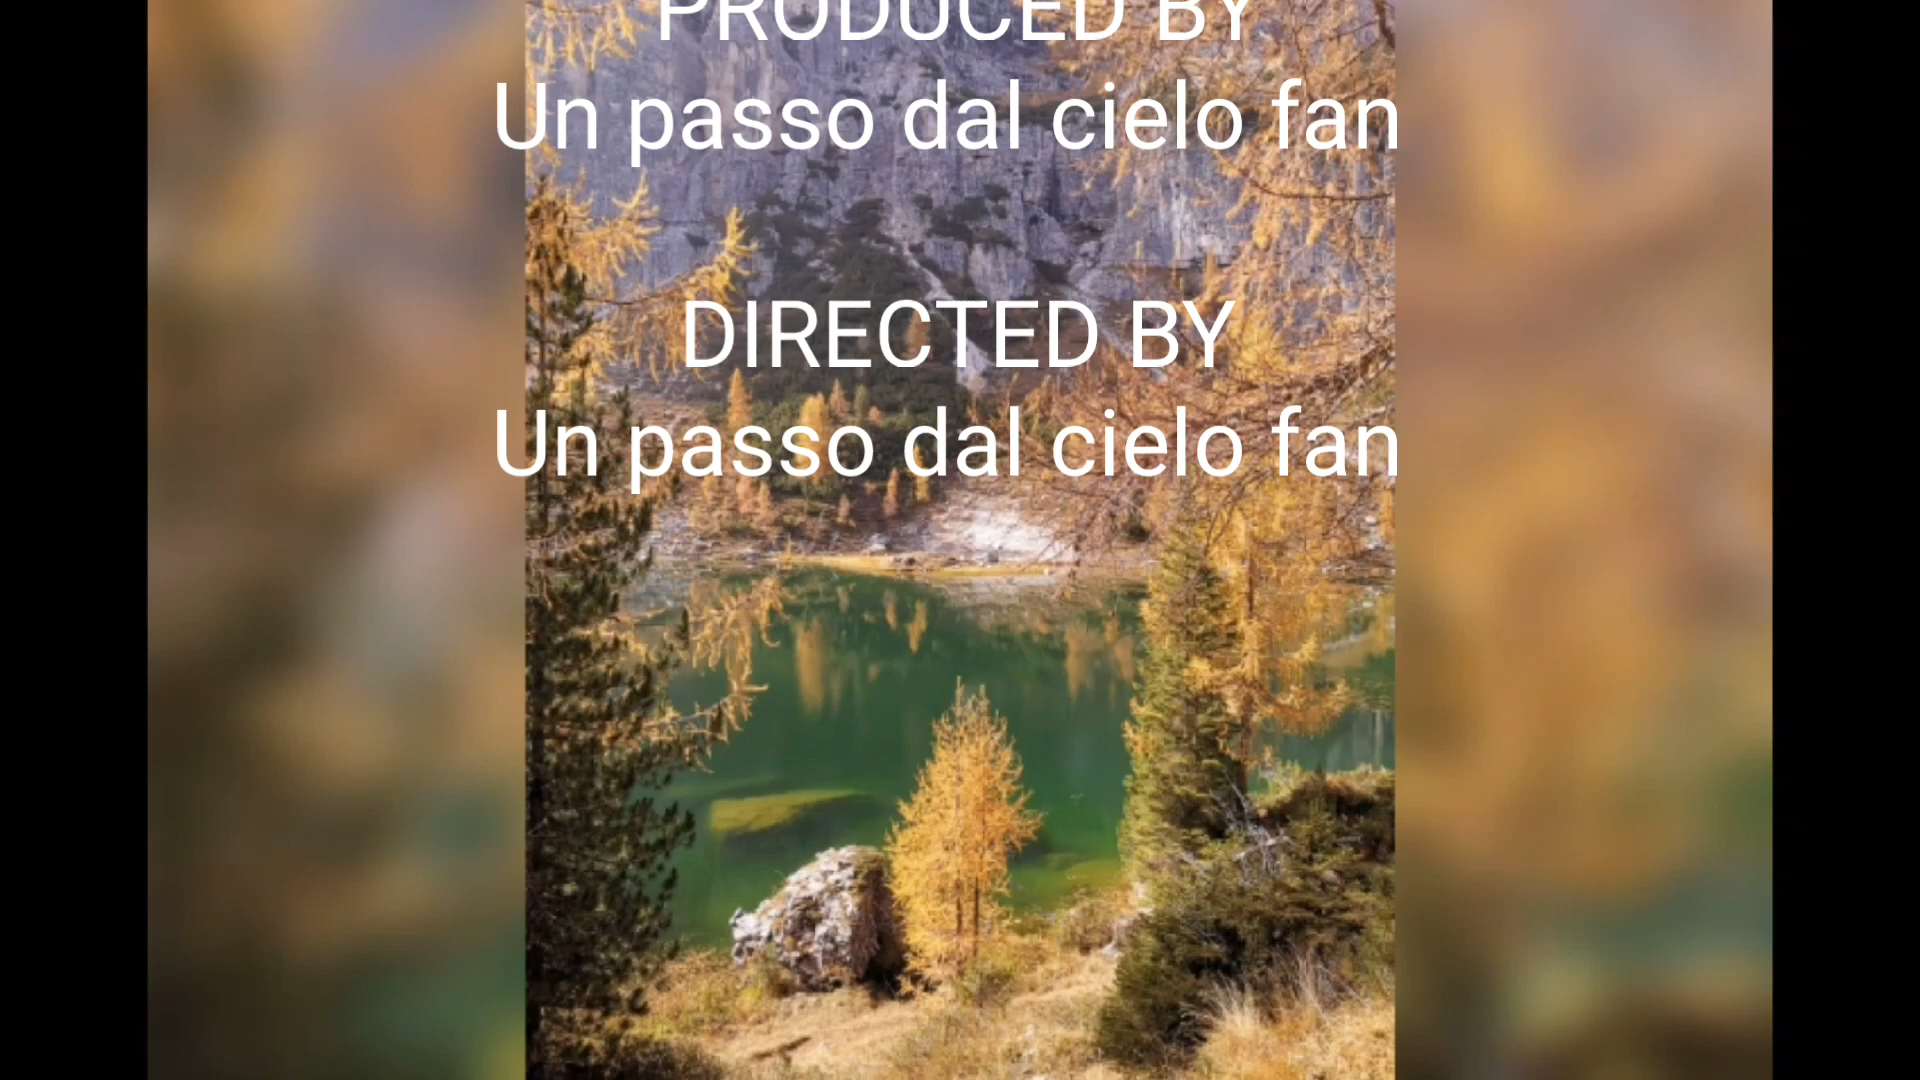 PRODUCED BY
Un passo dal cielo fan
DIRECTED BY
Un passo dal cielo fan